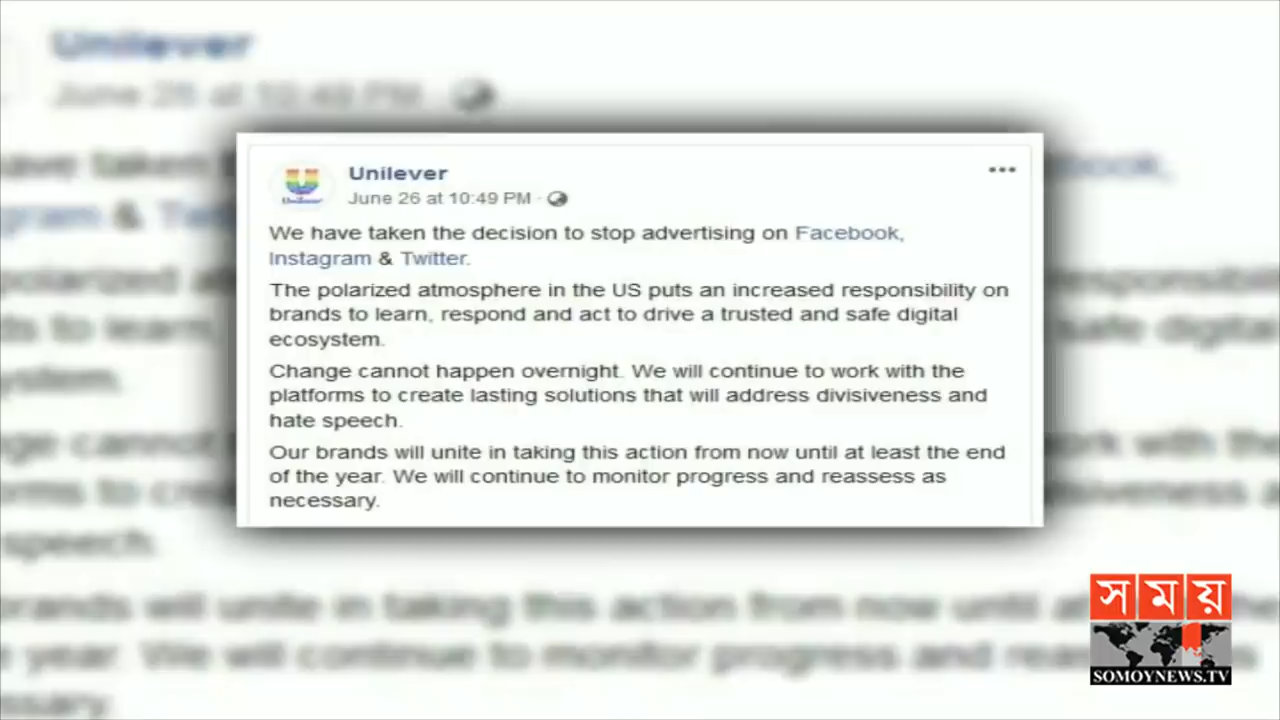 Unilever
June 26 at 10:49 PM ·
We have taken the decision to stop advertising on Facebook,
Instagram & Twitter.
The polarized atmosphere in the US puts an increased responsibility on
brands to learn, respond and act to drive a trusted and safe digital
ecosystem.
Change cannot happen overnight. We will continue to work with the
platforms to create lasting solutions that will address divisiveness and
hate speech.
Our brands will unite in taking this action from now until at least the end
of the year. We will continue to monitor progress and reassess as
necessary.
সময়
SOMOYNEWS.TV